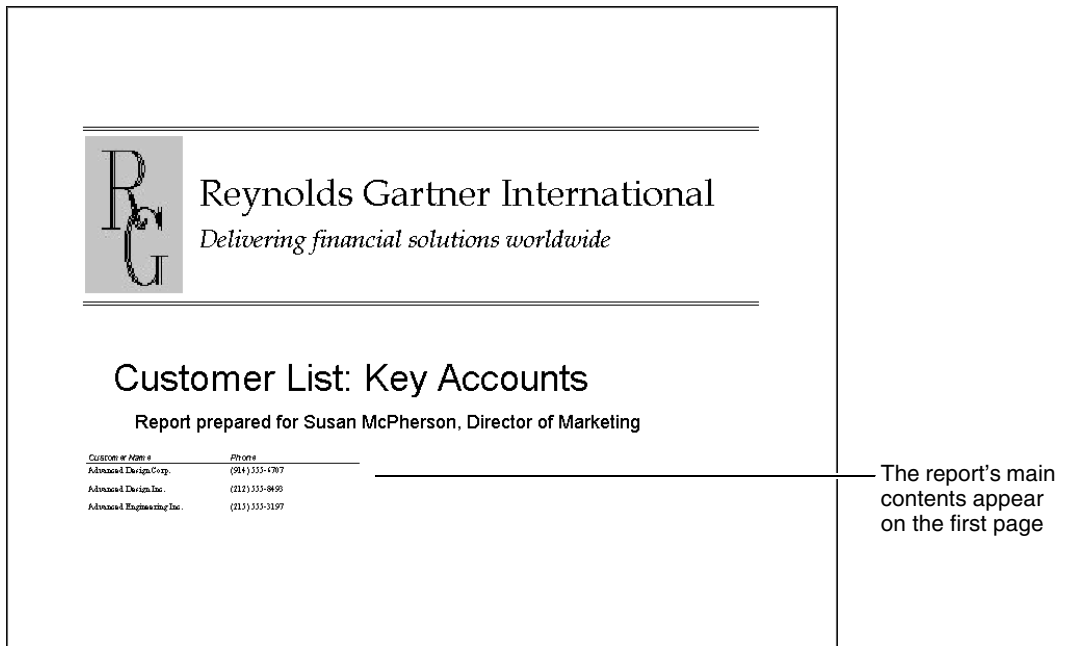 RG
Reynolds Gartner International
Delivering financial solutions worldwide
Customer List: Key Accounts
Report prepared for Susan McPherson, Director of Marketing
Customer Name Phone
Advanced Design Corp. (914) 555-6707
Advanced Design Inc. (212) 555-8493
Advanced Engineering Inc. (215) 555-3197
The report's main
contents appear
on the first page